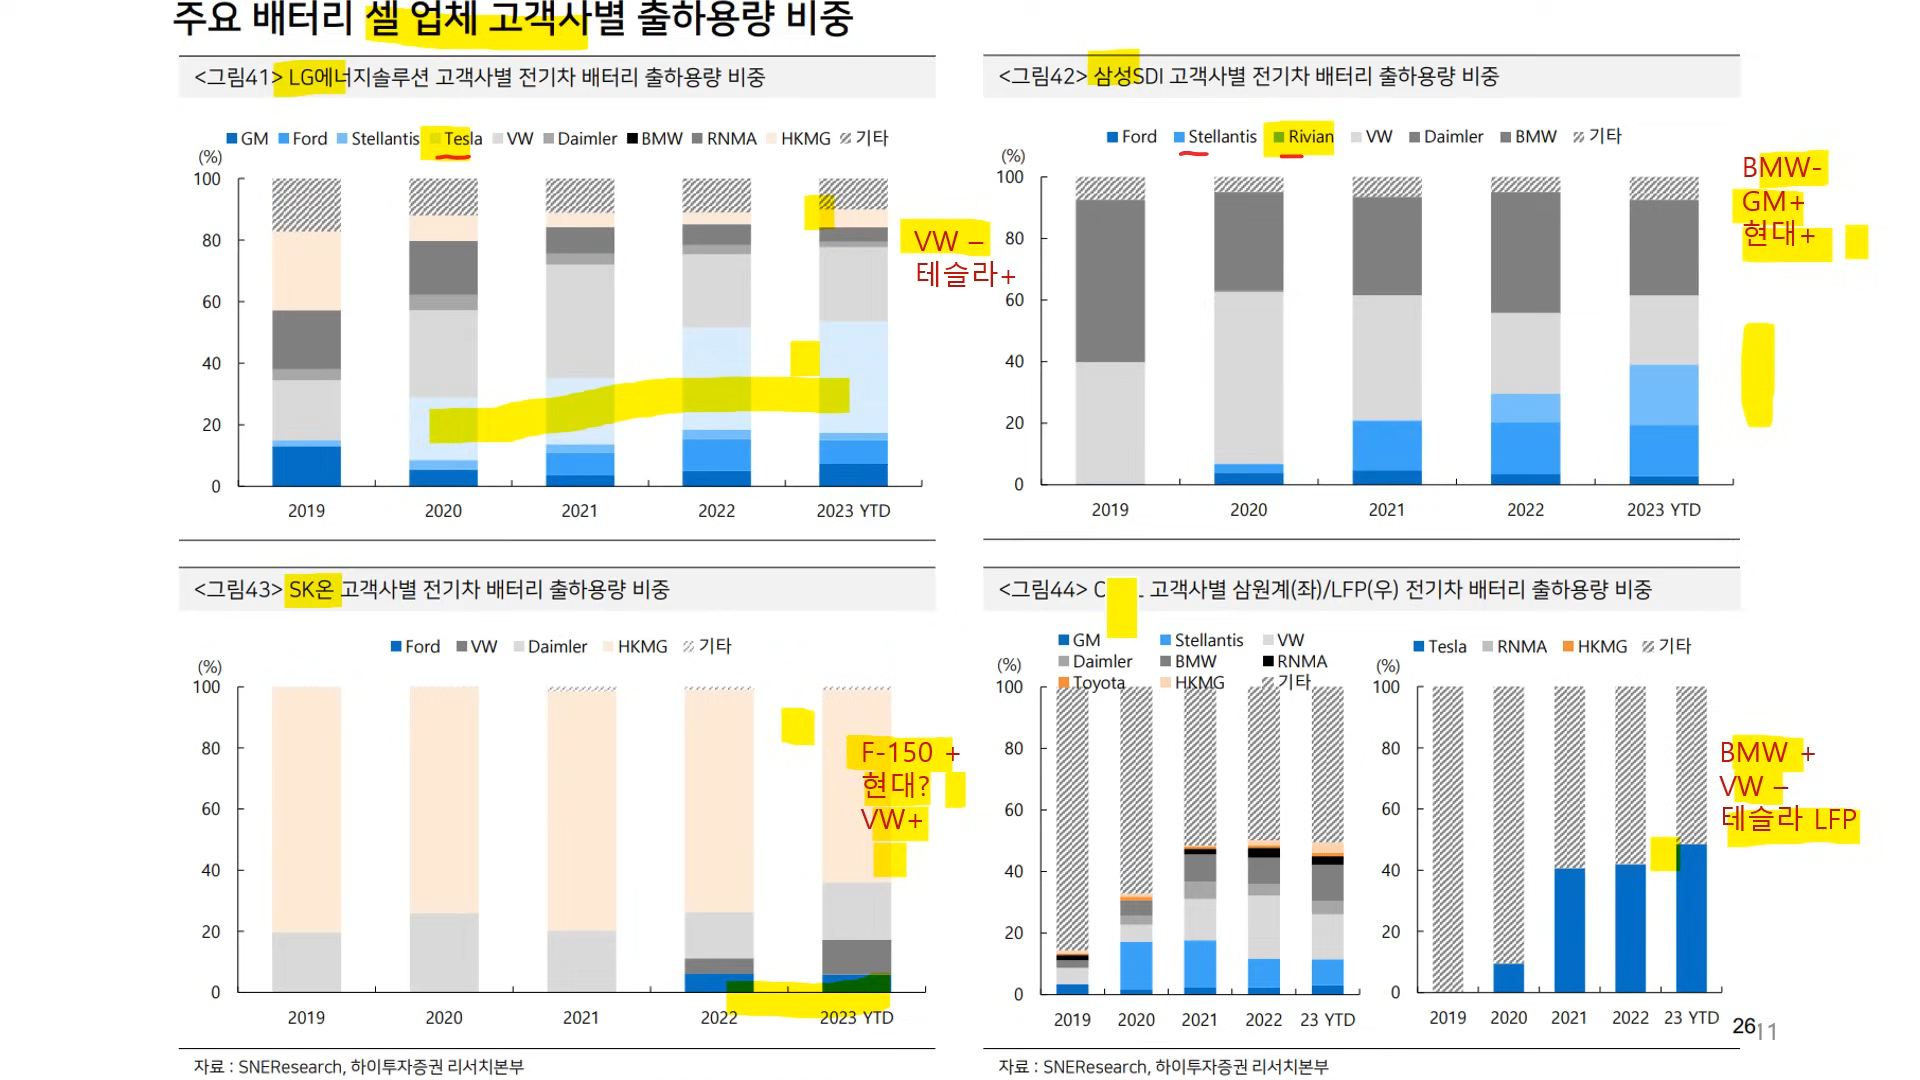 주요 배터리 셀 업체 고객사별 출하용량 비중
<그림41> LG에너지솔루션 고객사별 전기차 배터리 출하용량 비중
GM Ford Stellantis Tesla VW Daimler BMW RNMA HKMG 기타
(%)
100
80
60
40
20
0
2019 2020 2021 2022 2023 YTD
VW –
테슬라+
<그림42> 삼성SDI 고객사별 전기차 배터리 출하용량 비중
Ford Stellantis Rivian VW Daimler BMW 기타
(%)
100
80
60
40
20
0
2019 2020 2021 2022 2023 YTD
BMW-
GM+
현대+
<그림43> SK온 고객사별 전기차 배터리 출하용량 비중
Ford VW Daimler HKMG 기타
(%)
100
80
60
40
20
0
2019 2020 2021 2022 2023 YTD
F-150 +
현대?
VW+
자료 : SNEResearch, 하이투자증권 리서치본부
<그림44> 고객사별 삼원계(좌)/LFP(우) 전기차 배터리 출하용량 비중
GM Stellantis VW
Daimler BMW RNMA
Toyota HKMG 기타
(%)
100
80
60
40
20
0
2019 2020 2021 2022 23 YTD
Tesla RNMA HKMG 기타
(%)
100
80
60
40
20
0
2019 2020 2021 2022 23 YTD
BMW +
VW –
테슬라 LFP
자료 : SNEResearch, 하이투자증권 리서치본부
26
11